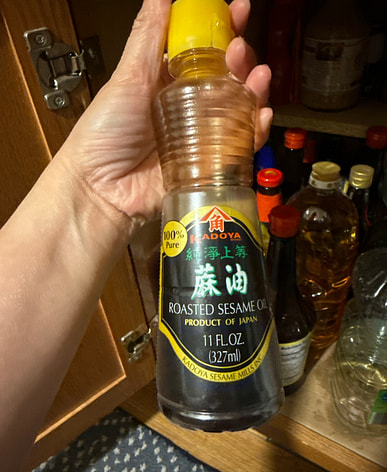 100%
Pure
角
KADOYA
純淨上等
蔴油
ROASTED SESAME OIL
PRODUCT OF JAPAN
11 FL.OZ.
(327ml)
KADOYA SESAME MILLS INC.